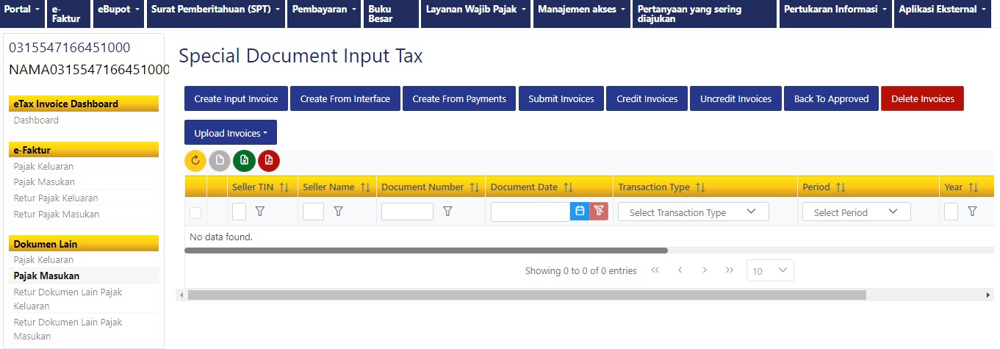 Portal
e-
Faktur
eBupot
Surat Pemberitahuan (SPT)
Pembayaran
Buku
Besar
Layanan Wajib Pajak
Manajemen akses
Pertanyaan yang sering
diajukan
Pertukaran Informasi
Aplikasi Eksternal
0315547166451000
NAMA0315547166451000
eTax Invoice Dashboard
Dashboard
e-Faktur
Pajak Keluaran
Pajak Masukan
Retur Pajak Keluaran
Retur Pajak Masukan
Dokumen Lain
Pajak Keluaran
Pajak Masukan
Retur Dokumen Lain Pajak
Keluaran
Retur Dokumen Lain Pajak
Masukan
Special Document Input Tax
Create Input Invoice
Create From Interface
Create From Payments
Submit Invoices
Credit Invoices
Uncredit Invoices
Back To Approved
Delete Invoices
Upload Invoices
Seller TIN
Seller Name
Document Number
Document Date
Transaction Type
Period
Year
Select Transaction Type
Select Period
No data found.
Showing 0 to 0 of 0 entries
10